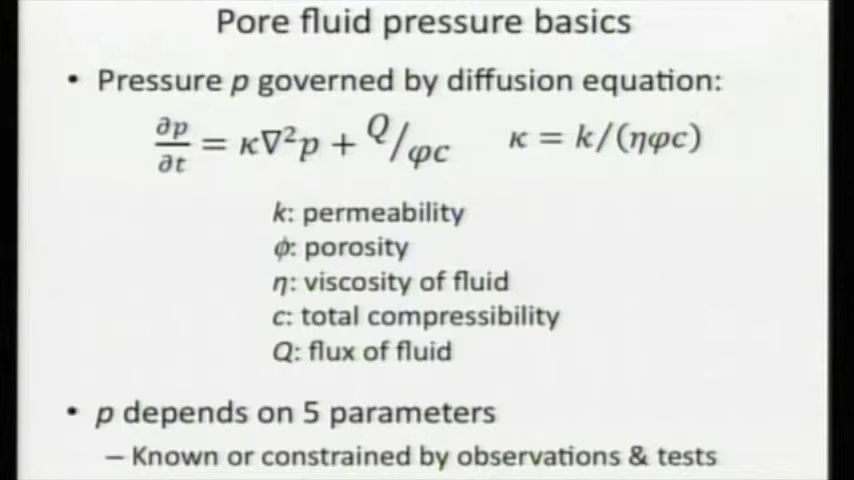 Pore fluid pressure basics
• Pressure p governed by diffusion equation:
∂p/∂t = κ∇²p + Q/φc    κ = k/(ηφc)
k: permeability
ϕ: porosity
η: viscosity of fluid
c: total compressibility
Q: flux of fluid
• p depends on 5 parameters
– Known or constrained by observations & tests